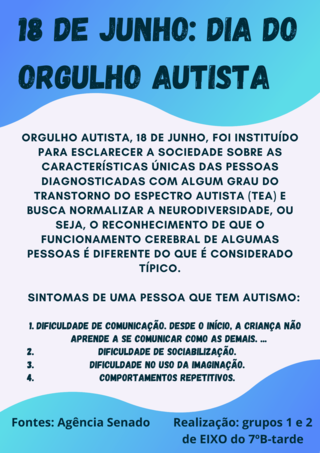 18 DE JUNHO: DIA DO
ORGULHO AUTISTA
ORGULHO AUTISTA, 18 DE JUNHO, FOI INSTITUÍDO
PARA ESCLARECER A SOCIEDADE SOBRE AS
CARACTERÍSTICAS ÚNICAS DAS PESSOAS
DIAGNOSTICADAS COM ALGUM GRAU DO
TRANSTORNO DO ESPECTRO AUTISTA (TEA) E
BUSCA NORMALIZAR A NEURODIVERSIDADE, OU
SEJA, O RECONHECIMENTO DE QUE O
FUNCIONAMENTO CEREBRAL DE ALGUMAS
PESSOAS É DIFERENTE DO QUE É CONSIDERADO
TÍPICO.
SINTOMAS DE UMA PESSOA QUE TEM AUTISMO:
1. DIFICULDADE DE COMUNICAÇÃO. DESDE O INÍCIO, A CRIANÇA NÃO
APRENDE A SE COMUNICAR COMO AS DEMAIS. ...
2. DIFICULDADE DE SOCIABILIZAÇÃO.
3. DIFICULDADE NO USO DA IMAGINAÇÃO.
4. COMPORTAMENTOS REPETITIVOS.
Fontes: Agência Senado
Realização: grupos 1 e 2
de EIXO do 7ºB-tarde